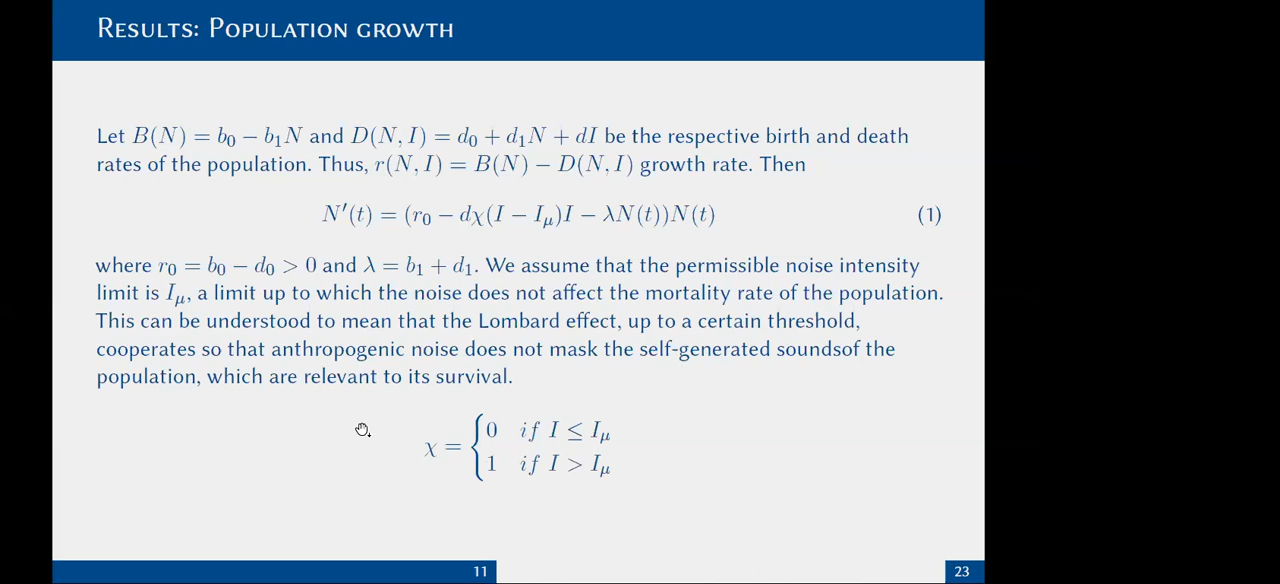 Results: Population growth
Let B(N) = b₀ − b₁N and D(N, I) = d₀ + d₁N + dI be the respective birth and death
rates of the population. Thus, r(N, I) = B(N) − D(N, I) growth rate. Then
N′(t) = (r₀ − dχ(I − I_μ)I − λN(t))N(t) (1)
where r₀ = b₀ − d₀ > 0 and λ = b₁ + d₁. We assume that the permissible noise intensity
limit is I_μ, a limit up to which the noise does not affect the mortality rate of the population.
This can be understood to mean that the Lombard effect, up to a certain threshold,
cooperates so that anthropogenic noise does not mask the self-generated soundsof the
population, which are relevant to its survival.
χ = { 0 if I ≤ I_μ
1 if I > I_μ
11 23